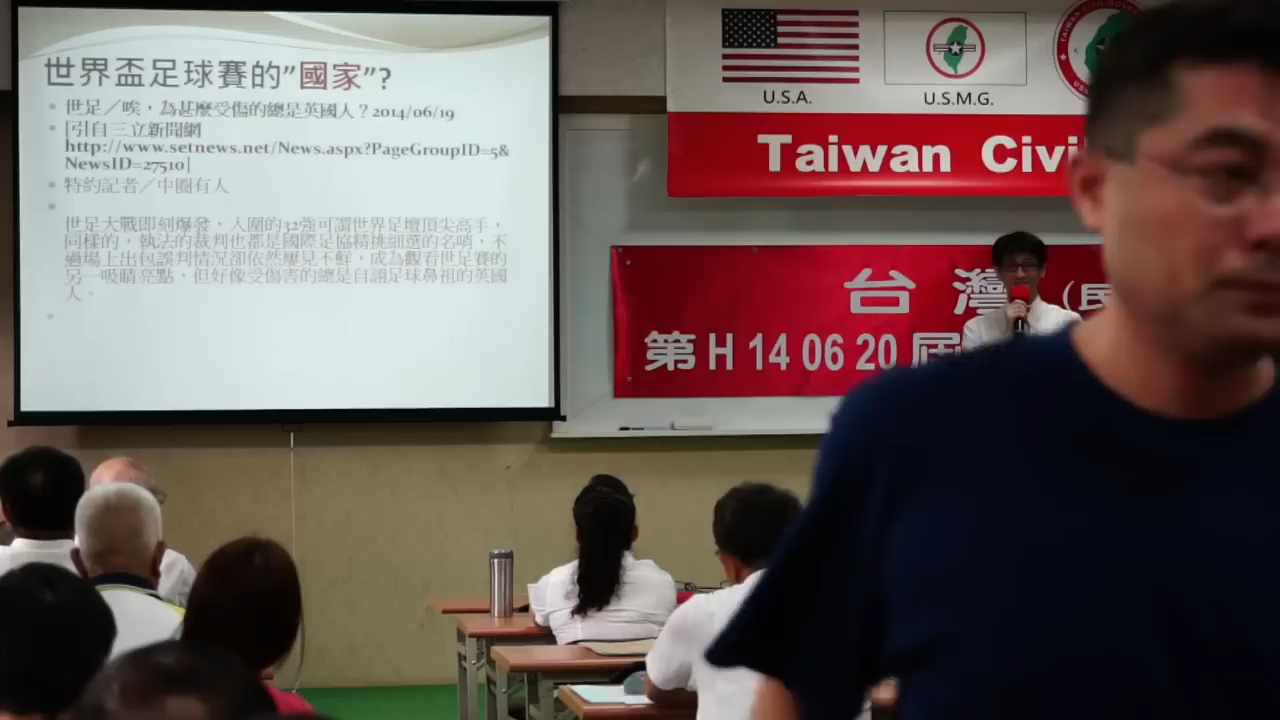 世界盃足球賽的”國家”?
世足／唉，為甚麼受傷的總是英國人？2014/06/19
[引自三立新聞網
http://www.setnews.net/News.aspx?PageGroupID=5&
NewsID=27510]
特約記者／中圈有人
世足大戰即刻爆發，入圍的32強可謂世界足壇頂尖高手，
同樣的，執法的裁判也都是國際足協精挑細選的名哨，不
過場上出包誤判情況卻依然屢見不鮮，成為觀看世足賽的
另一吸睛亮點，但好像受傷害的總是自詡足球鼻祖的英國
人。
U.S.A.
U.S.M.G.
TAIWAN CIVIL
Taiwan Civi
台灣（民
第H 14 06 20 屆